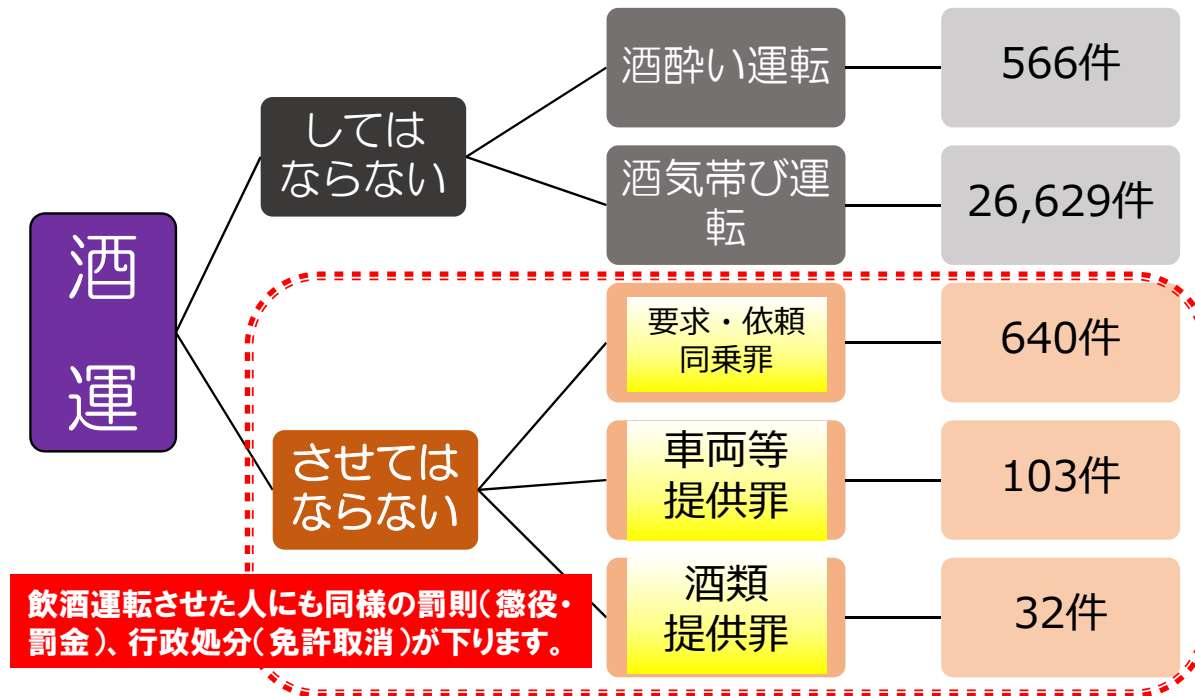 酒
運
しては
ならない
酒酔い運転
566件
酒気帯び運
転
26,629件
させては
ならない
要求・依頼
同乗罪
640件
車両等
提供罪
103件
酒類
提供罪
32件
飲酒運転させた人にも同様の罰則(懲役・
罰金)、行政処分(免許取消)が下ります。